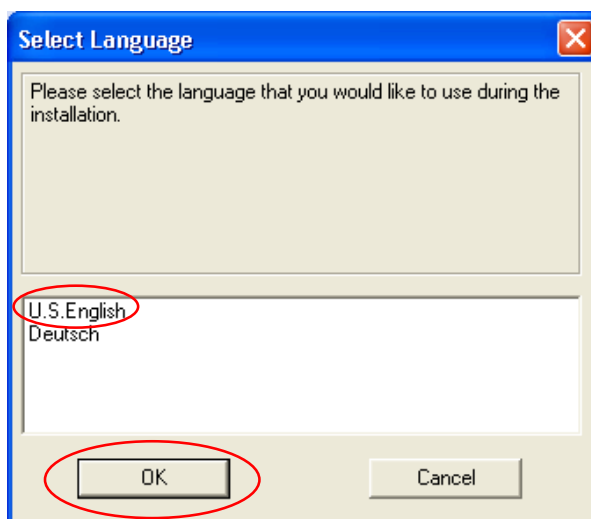 Select Language
Please select the language that you would like to use during the
installation.
U.S.English
Deutsch
OK Cancel